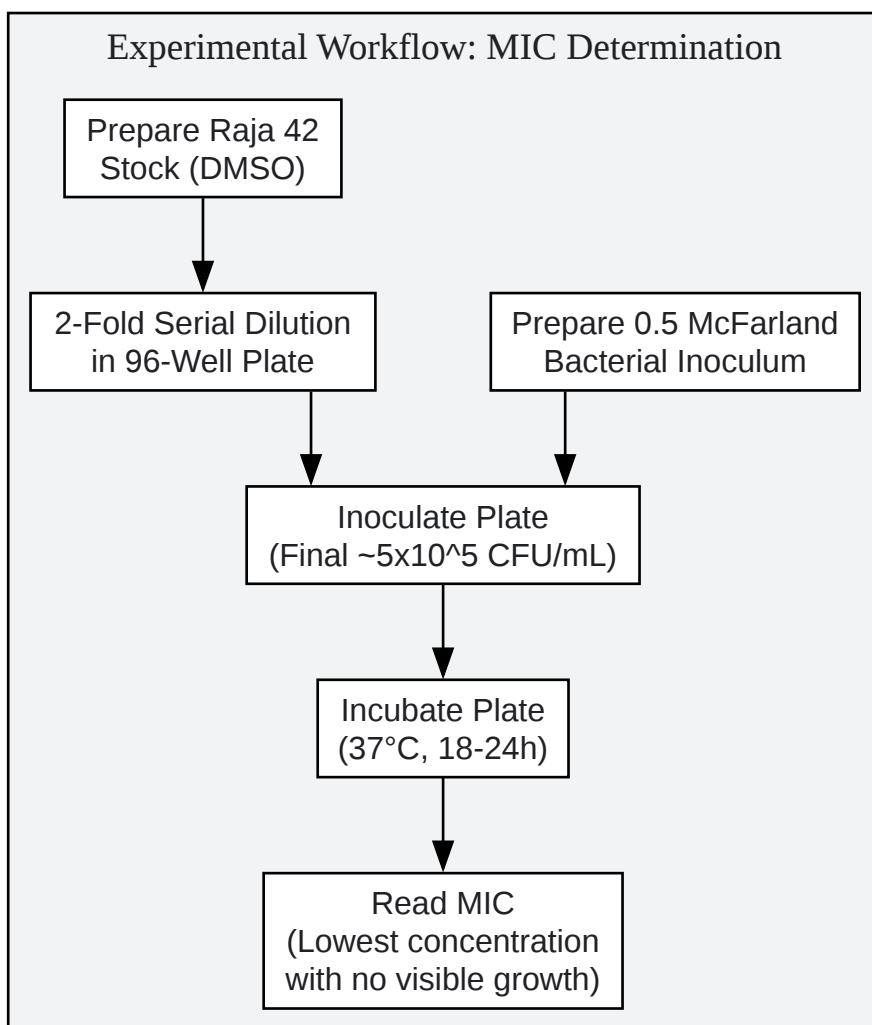 Experimental Workflow: MIC Determination
Prepare Raja 42
Stock (DMSO)
2-Fold Serial Dilution
in 96-Well Plate
Prepare 0.5 McFarland
Bacterial Inoculum
Inoculate Plate
(Final ~5x10^5 CFU/mL)
Incubate Plate
(37°C, 18-24h)
Read MIC
(Lowest concentration
with no visible growth)